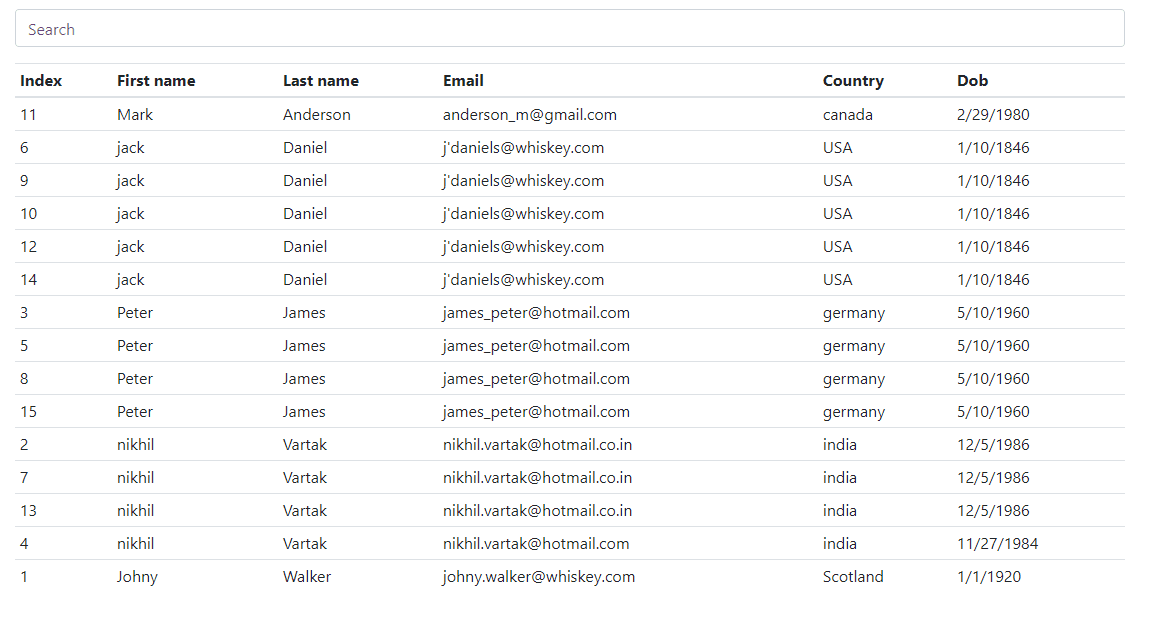 Search
Index First name Last name Email Country Dob
11 Mark Anderson anderson_m@gmail.com canada 2/29/1980
6 jack Daniel j'daniels@whiskey.com USA 1/10/1846
9 jack Daniel j'daniels@whiskey.com USA 1/10/1846
10 jack Daniel j'daniels@whiskey.com USA 1/10/1846
12 jack Daniel j'daniels@whiskey.com USA 1/10/1846
14 jack Daniel j'daniels@whiskey.com USA 1/10/1846
3 Peter James james_peter@hotmail.com germany 5/10/1960
5 Peter James james_peter@hotmail.com germany 5/10/1960
8 Peter James james_peter@hotmail.com germany 5/10/1960
15 Peter James james_peter@hotmail.com germany 5/10/1960
2 nikhil Vartak nikhil.vartak@hotmail.co.in india 12/5/1986
7 nikhil Vartak nikhil.vartak@hotmail.co.in india 12/5/1986
13 nikhil Vartak nikhil.vartak@hotmail.co.in india 12/5/1986
4 nikhil Vartak nikhil.vartak@hotmail.com india 11/27/1984
1 Johny Walker johny.walker@whiskey.com Scotland 1/1/1920